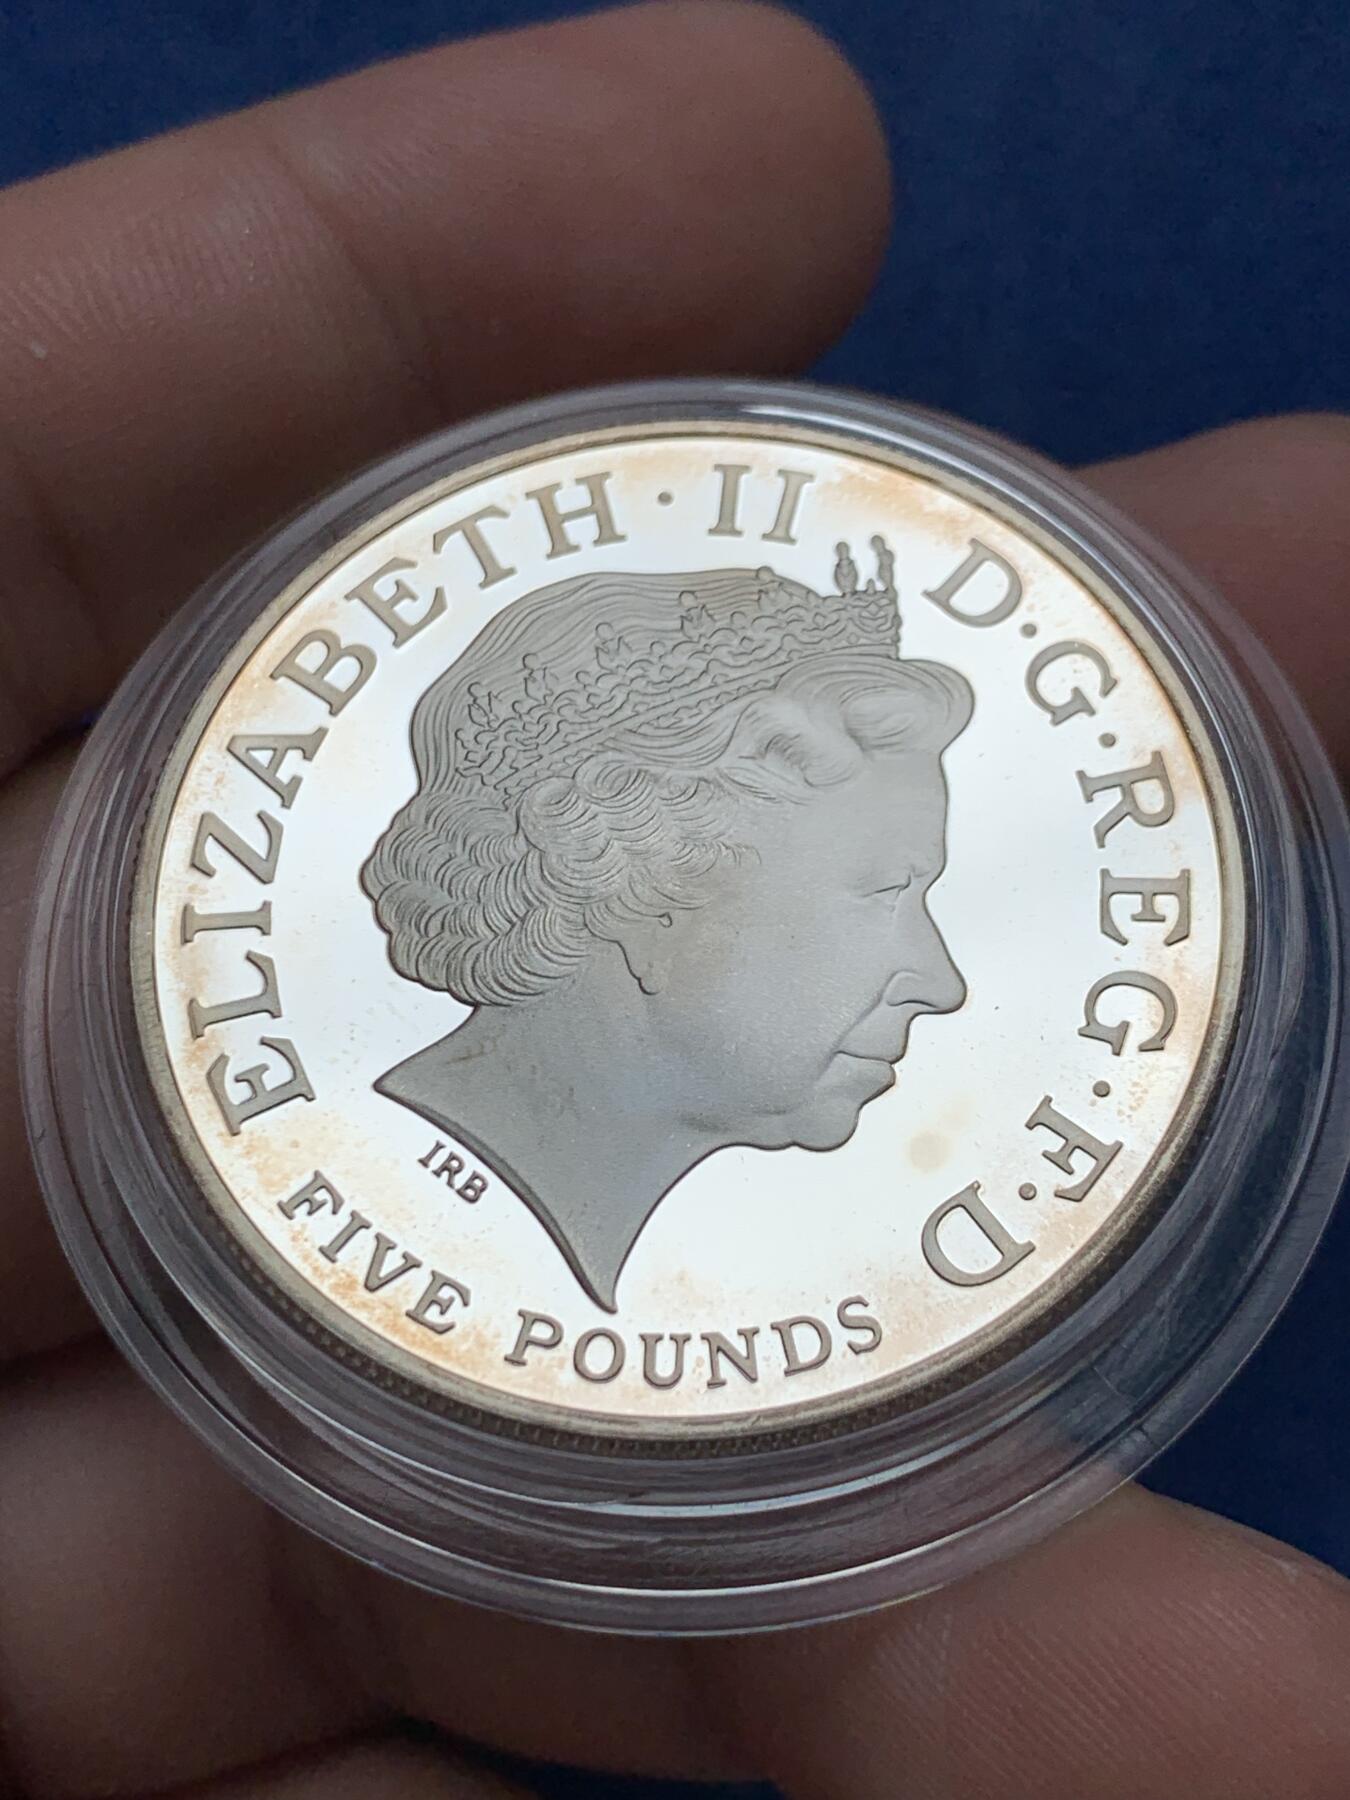 ELIZABETH · II D·G·REG·F·D
IRB
FIVE POUNDS